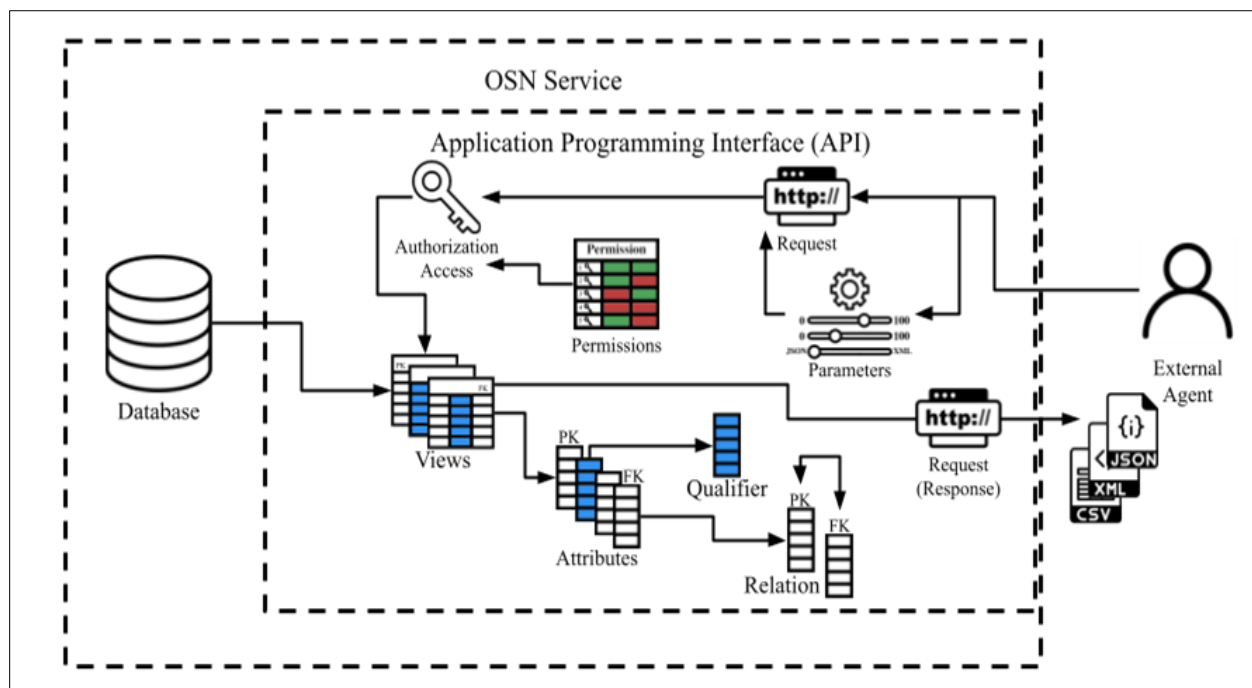 OSN Service
Application Programming Interface (API)
http://
Request
Authorization
Access
Permission
Permissions
0
100
0
100
JSON
XML
Parameters
External
Agent
Database
PK
FK
Views
http://
Request
(Response)
{i}
JSON
<
XML
CSV
PK
FK
Attributes
Qualifier
PK
FK
Relation